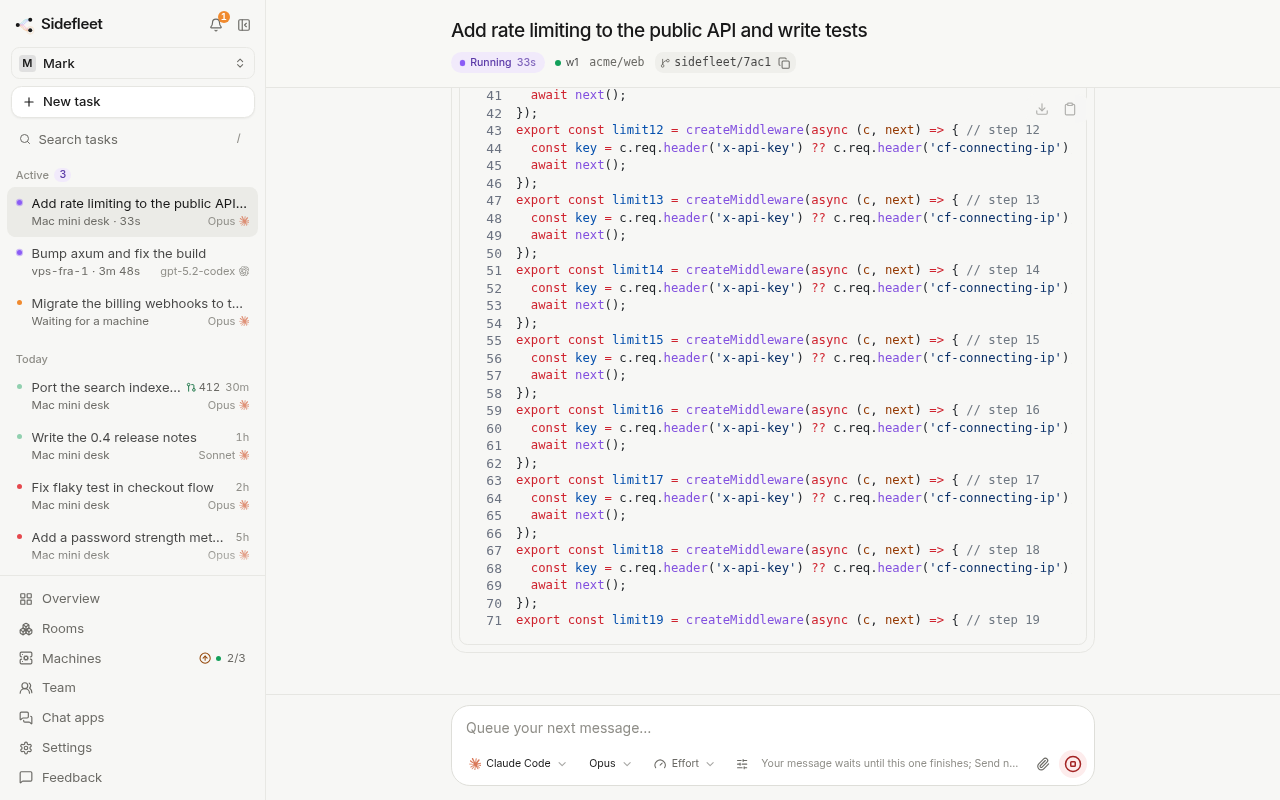 Sidefleet
1
M Mark
New task
Search tasks /
Active 3
Add rate limiting to the public API...
Mac mini desk · 33s Opus
Bump axum and fix the build
vps-fra-1 · 3m 48s gpt-5.2-codex
Migrate the billing webhooks to t...
Waiting for a machine Opus
Today
Port the search indexe... 412 30m
Mac mini desk Opus
Write the 0.4 release notes 1h
Mac mini desk Sonnet
Fix flaky test in checkout flow 2h
Mac mini desk Opus
Add a password strength met... 5h
Mac mini desk Opus
Overview
Rooms
Machines 2/3
Team
Chat apps
Settings
Feedback
Add rate limiting to the public API and write tests
Running 33s w1 acme/web sidefleet/7ac1
41 await next();
42 });
43 export const limit12 = createMiddleware(async (c, next) => { // step 12
44 const key = c.req.header('x-api-key') ?? c.req.header('cf-connecting-ip')
45 await next();
46 });
47 export const limit13 = createMiddleware(async (c, next) => { // step 13
48 const key = c.req.header('x-api-key') ?? c.req.header('cf-connecting-ip')
49 await next();
50 });
51 export const limit14 = createMiddleware(async (c, next) => { // step 14
52 const key = c.req.header('x-api-key') ?? c.req.header('cf-connecting-ip')
53 await next();
54 });
55 export const limit15 = createMiddleware(async (c, next) => { // step 15
56 const key = c.req.header('x-api-key') ?? c.req.header('cf-connecting-ip')
57 await next();
58 });
59 export const limit16 = createMiddleware(async (c, next) => { // step 16
60 const key = c.req.header('x-api-key') ?? c.req.header('cf-connecting-ip')
61 await next();
62 });
63 export const limit17 = createMiddleware(async (c, next) => { // step 17
64 const key = c.req.header('x-api-key') ?? c.req.header('cf-connecting-ip')
65 await next();
66 });
67 export const limit18 = createMiddleware(async (c, next) => { // step 18
68 const key = c.req.header('x-api-key') ?? c.req.header('cf-connecting-ip')
69 await next();
70 });
71 export const limit19 = createMiddleware(async (c, next) => { // step 19
Queue your next message...
Claude Code Opus Effort Your message waits until this one finishes; Send n...